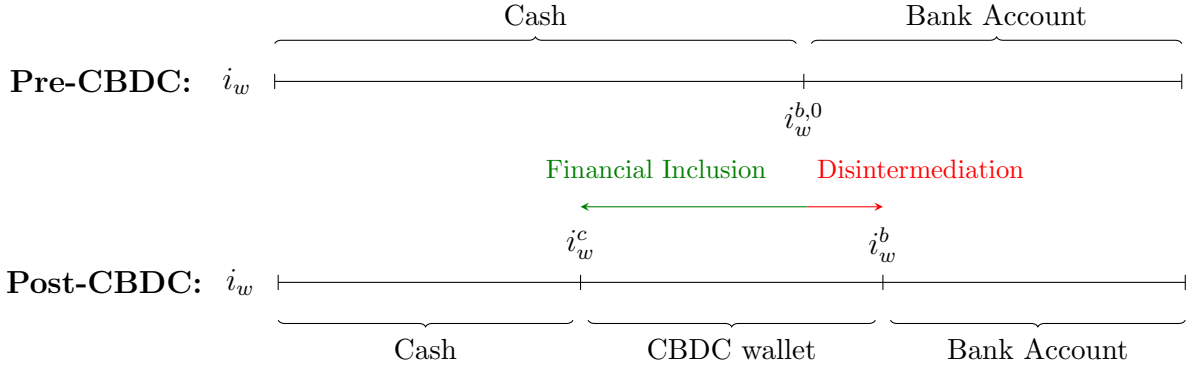 Cash Bank Account
Pre-CBDC: $i_w$
$i_w^{b,0}$
Financial Inclusion Disintermediation
$i_w^c$ $i_w^b$
Post-CBDC: $i_w$
Cash CBDC wallet Bank Account